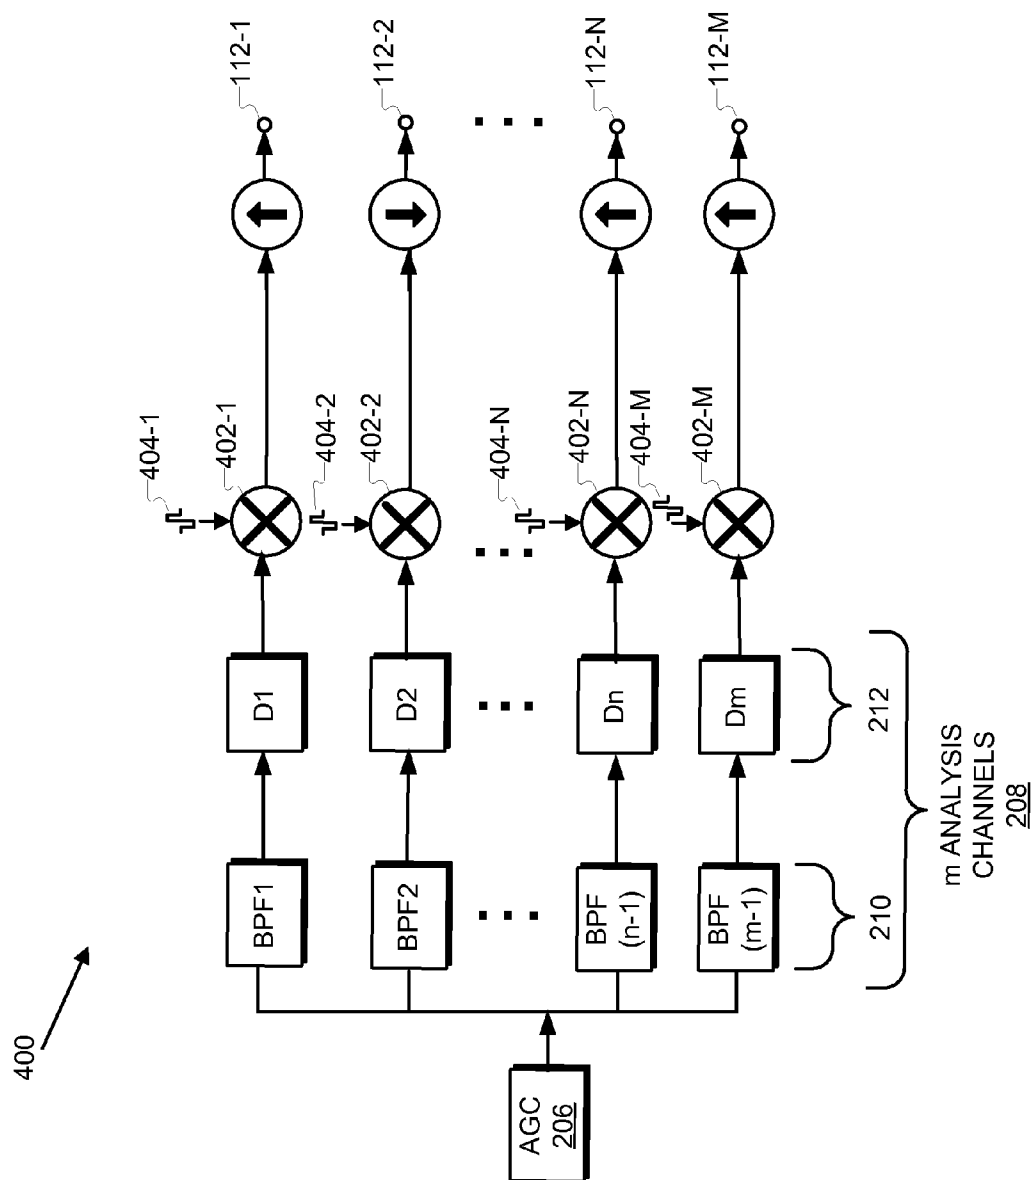 400
AGC
206
BPF1
BPF2
BPF
(n-1)
BPF
(m-1)
210
D1
D2
Dn
Dm
212
m ANALYSIS
CHANNELS
208
404-1
402-1
404-2
402-2
404-N
402-N
404-M
402-M
112-1
112-2
112-N
112-M